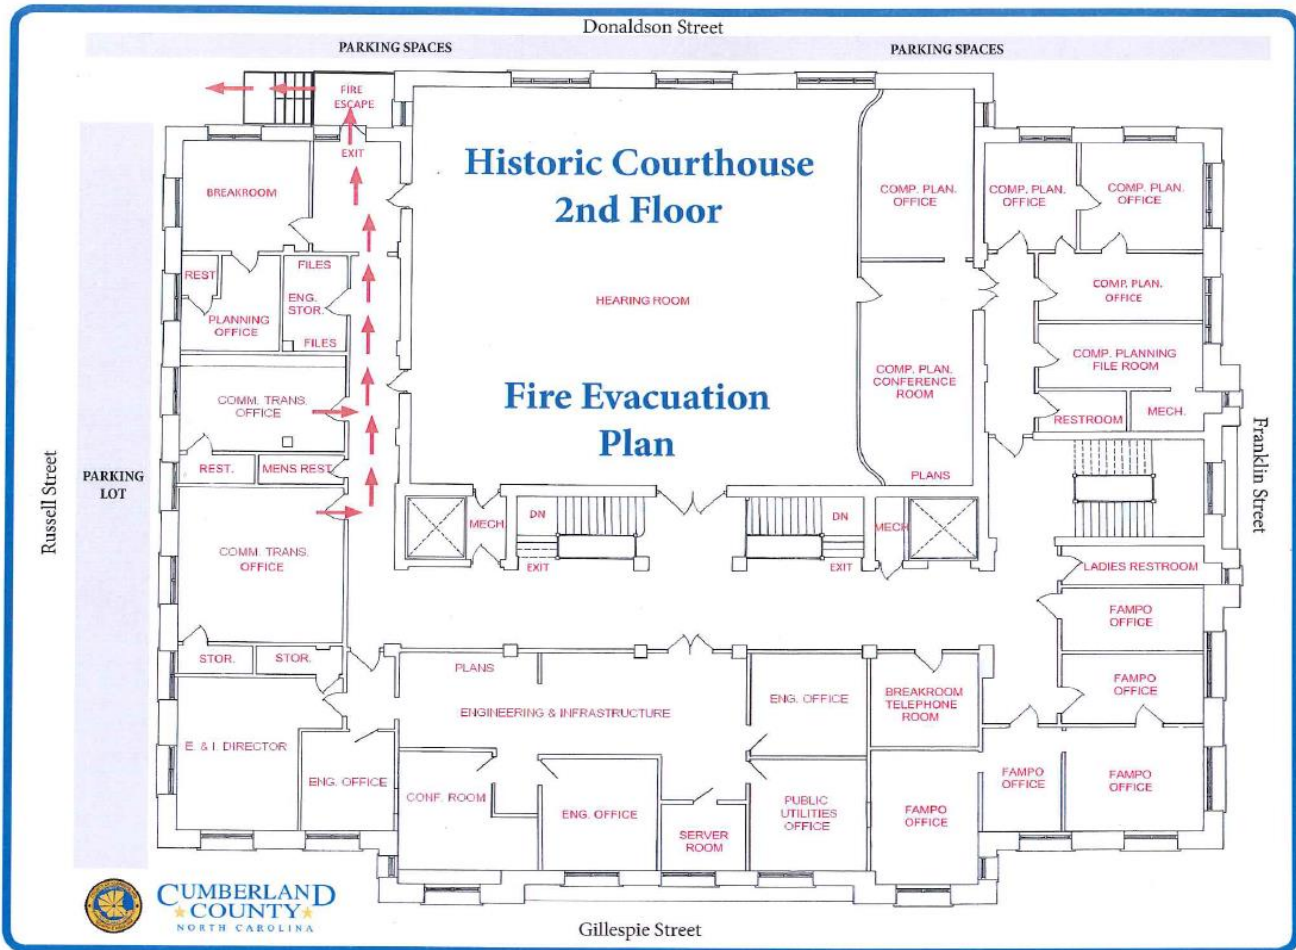 Donaldson Street
PARKING SPACES
PARKING SPACES
FIRE
ESCAPE
EXIT
Historic Courthouse
2nd Floor
BREAKROOM
COMP. PLAN.
OFFICE
COMP. PLAN.
OFFICE
COMP. PLAN.
OFFICE
REST
FILES
ENG.
STOR.
FILES
PLANNING
OFFICE
HEARING ROOM
COMP. PLAN.
OFFICE
COMP. PLANNING
FILE ROOM
COMP. PLAN.
CONFERENCE
ROOM
Fire Evacuation
Plan
COMM. TRANS.
OFFICE
RESTROOM
MECH.
REST.
MENS REST
PLANS
Russell Street
PARKING
LOT
Franklin Street
MECH.
DN
EXIT
DN
EXIT
MECH
COMM. TRANS.
OFFICE
LADIES RESTROOM
FAMPO
OFFICE
STOR.
STOR.
PLANS
ENGINEERING & INFRASTRUCTURE
ENG. OFFICE
BREAKROOM
TELEPHONE
ROOM
FAMPO
OFFICE
E. & I. DIRECTOR
ENG. OFFICE
CONF. ROOM
ENG. OFFICE
SERVER
ROOM
PUBLIC
UTILITIES
OFFICE
FAMPO
OFFICE
FAMPO
OFFICE
FAMPO
OFFICE
CUMBERLAND
COUNTY
NORTH CAROLINA
Gillespie Street